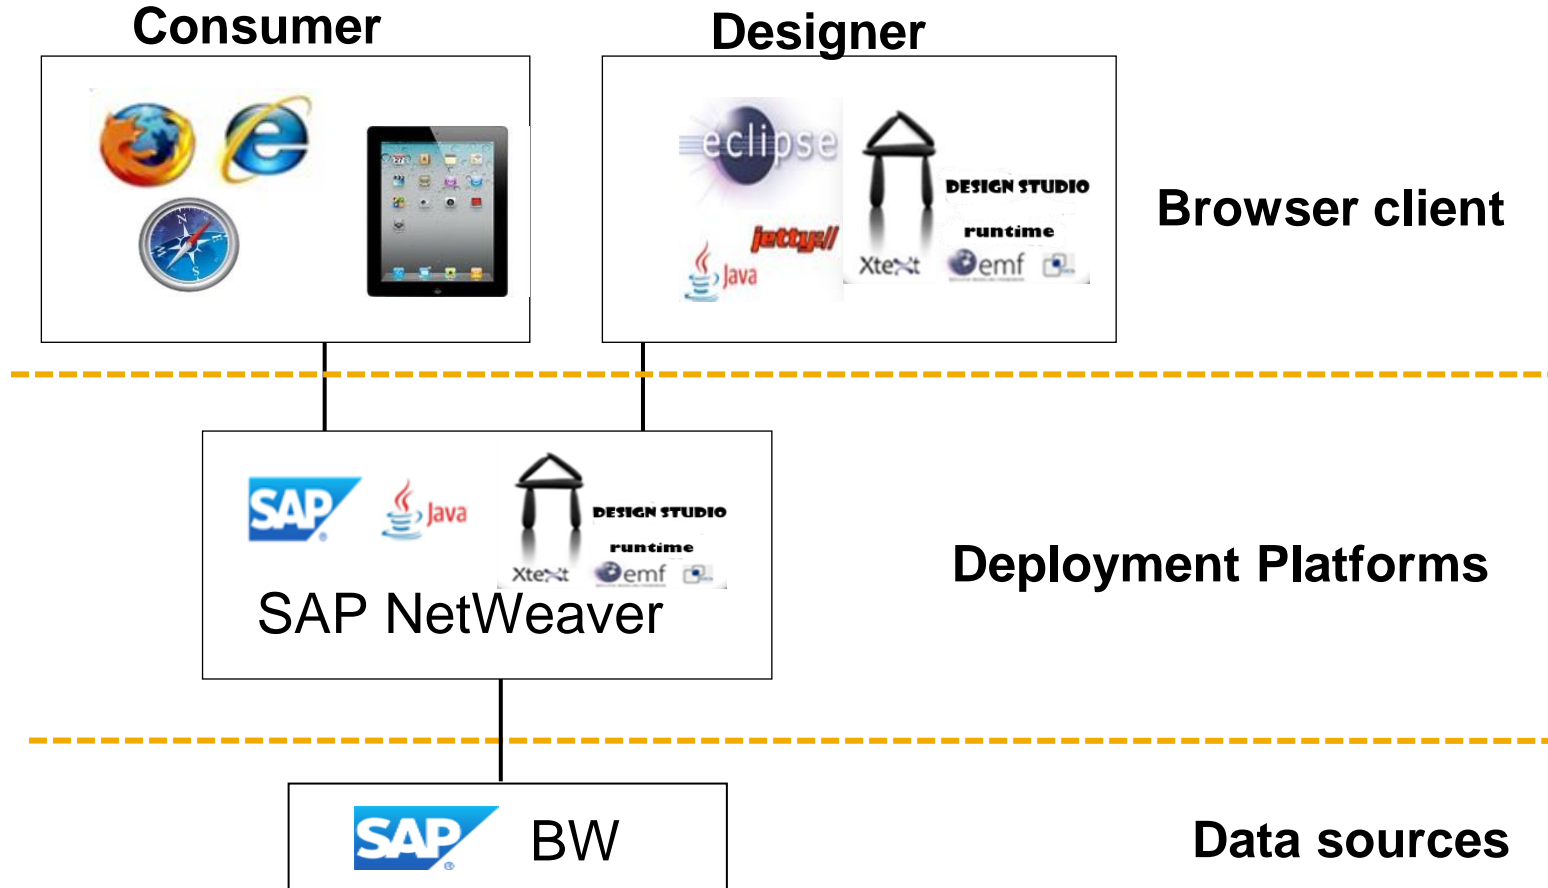 Consumer
Designer
eclipse
DESIGN STUDIO
runtime
jetty://
Java
Xtext
emf
Browser client
SAP
Java
DESIGN STUDIO
runtime
Xtext
emf
SAP NetWeaver
Deployment Platforms
SAP
BW
Data sources